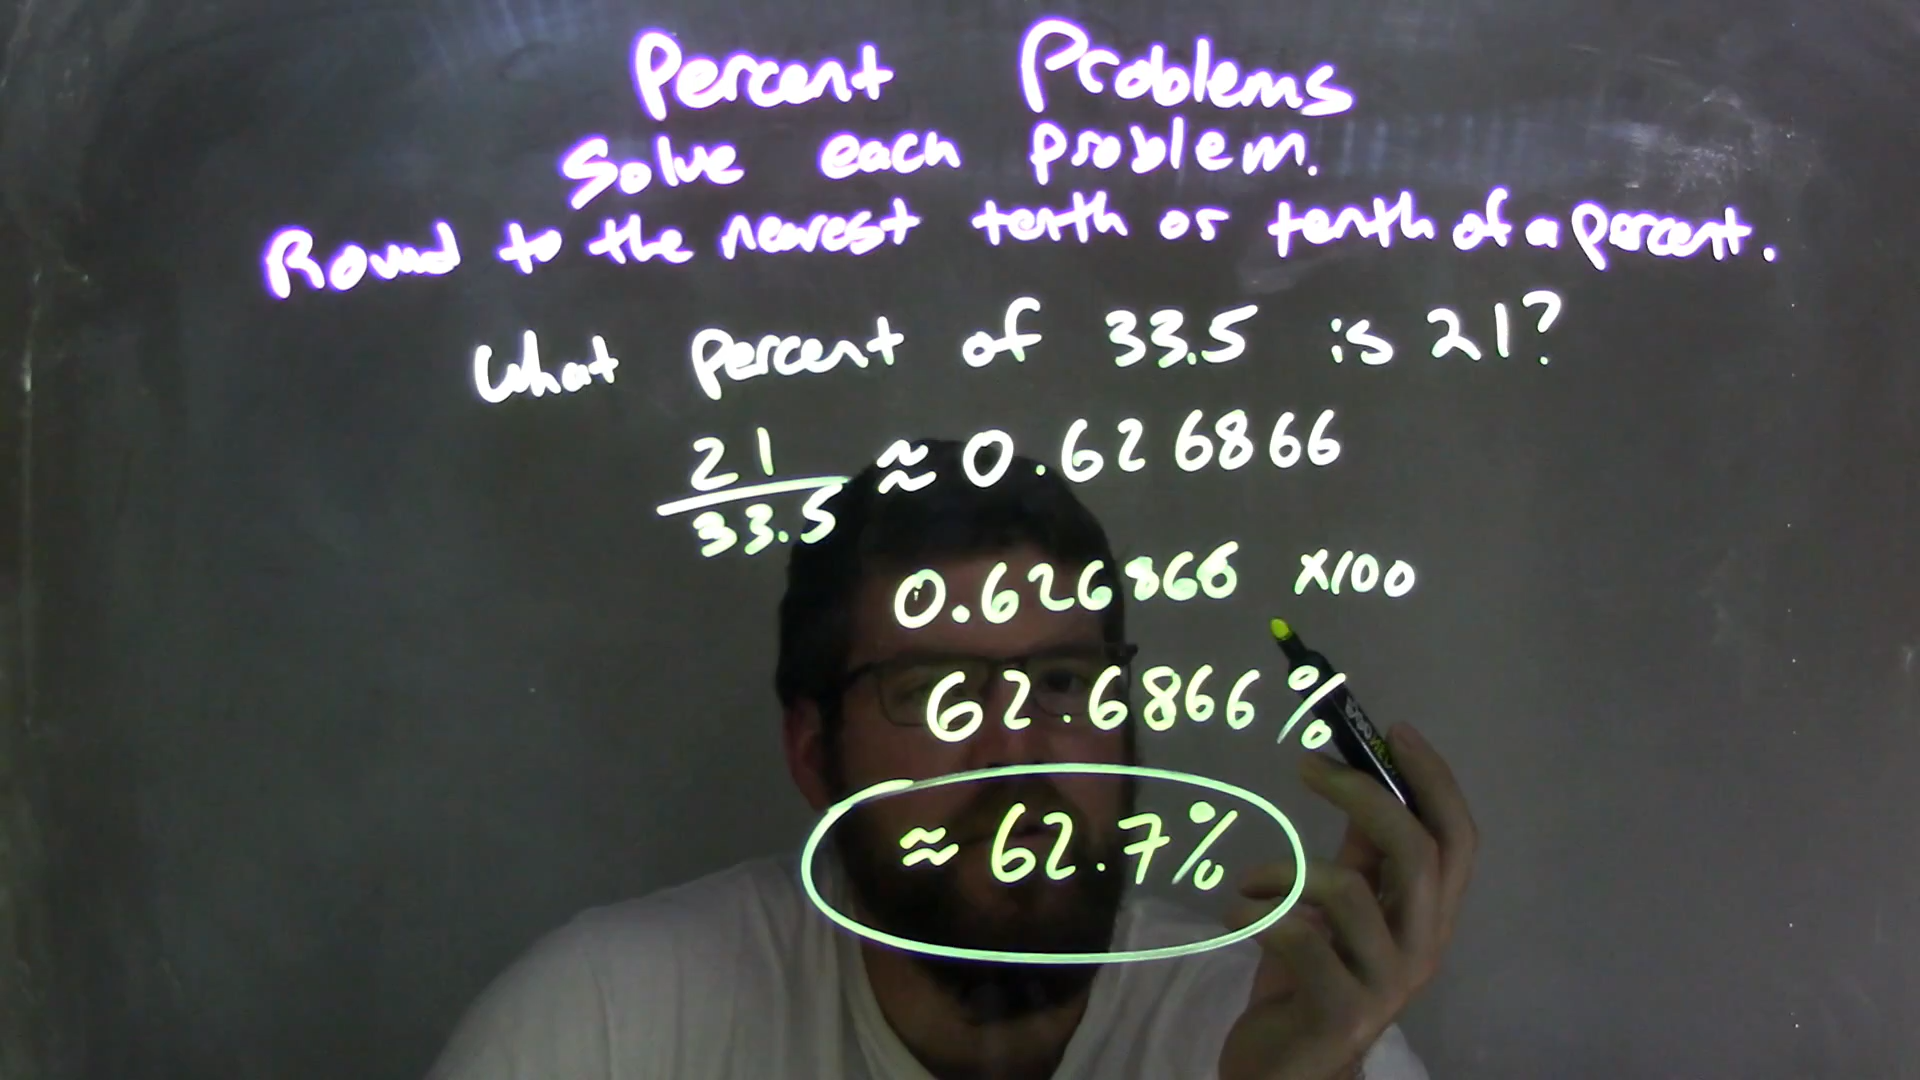 Percent Problems
Solve each problem.
Round to the nearest tenth or tenth of a percent.
What percent of 33.5 is 21?
21/33.5 ≈ 0.626866
0.626866 ×100
62.6866%
≈ 62.7%